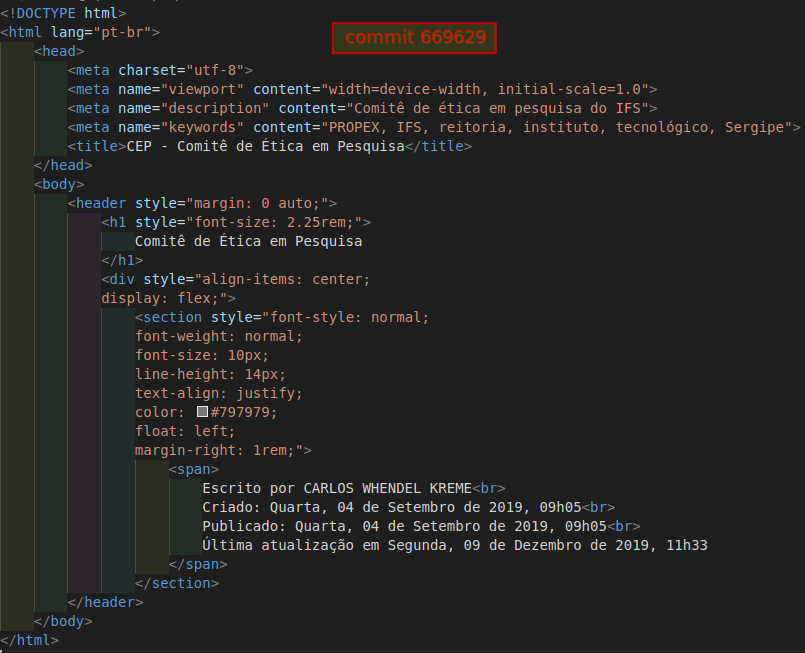 <!DOCTYPE html>
<html lang="pt-br">
commit 669629
<head>
<meta charset="utf-8">
<meta name="viewport" content="width=device-width, initial-scale=1.0">
<meta name="description" content="Comitê de ética em pesquisa do IFS">
<meta name="keywords" content="PROPEX, IFS, reitoria, instituto, tecnológico, Sergipe">
<title>CEP - Comitê de Ética em Pesquisa</title>
</head>
<body>
<header style="margin: 0 auto;">
<h1 style="font-size: 2.25rem;">
Comitê de Ética em Pesquisa
</h1>
<div style="align-items: center;
display: flex;">
<section style="font-style: normal;
font-weight: normal;
font-size: 10px;
line-height: 14px;
text-align: justify;
color: #797979;
float: left;
margin-right: 1rem;">
<span>
Escrito por CARLOS WHENDEL KREME<br>
Criado: Quarta, 04 de Setembro de 2019, 09h05<br>
Publicado: Quarta, 04 de Setembro de 2019, 09h05<br>
Última atualização em Segunda, 09 de Dezembro de 2019, 11h33
</span>
</section>
</header>
</body>
</html>